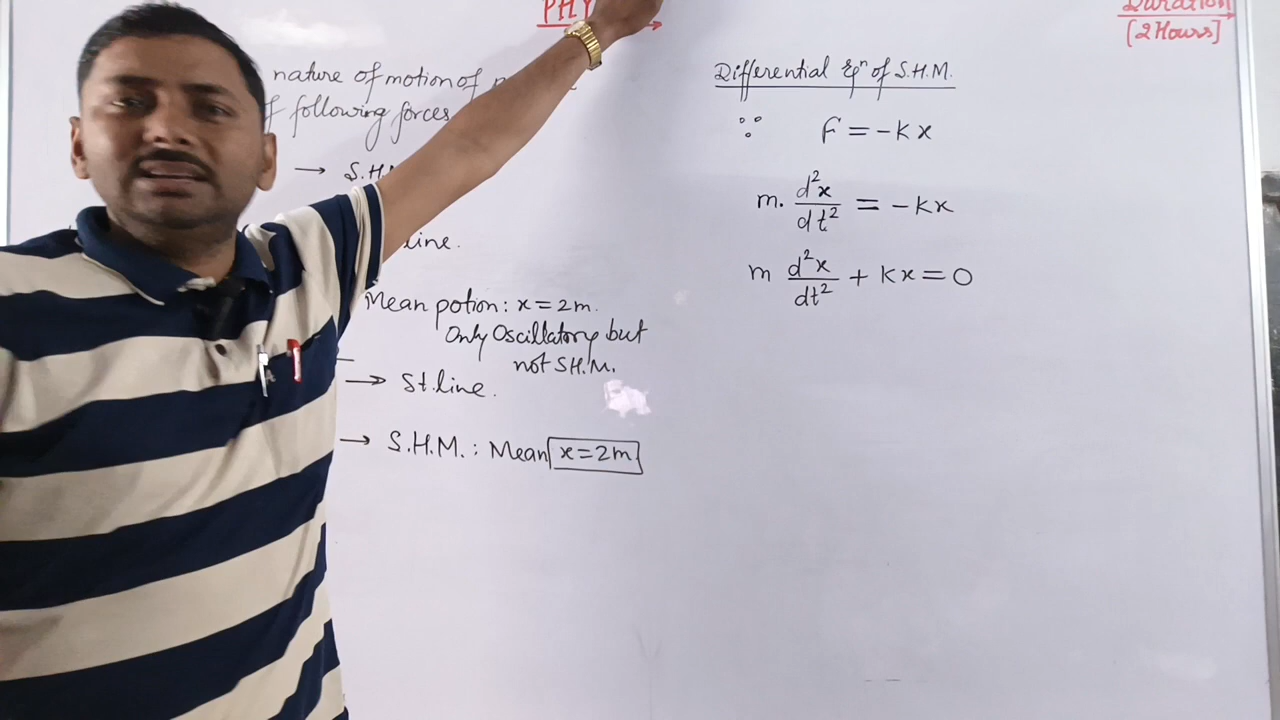 PHY
Duration
[2 Hours]
nature of motion of
following forces
→ S.H
line.
Mean potion: x = 2m.
Only Oscillatory but
not S.H.M.
→ St. line.
→ S.H.M. : Mean x = 2m
Differential Eqⁿ of S.H.M.
∵ F = -kx
m. d²x/dt² = -kx
m d²x/dt² + kx = 0